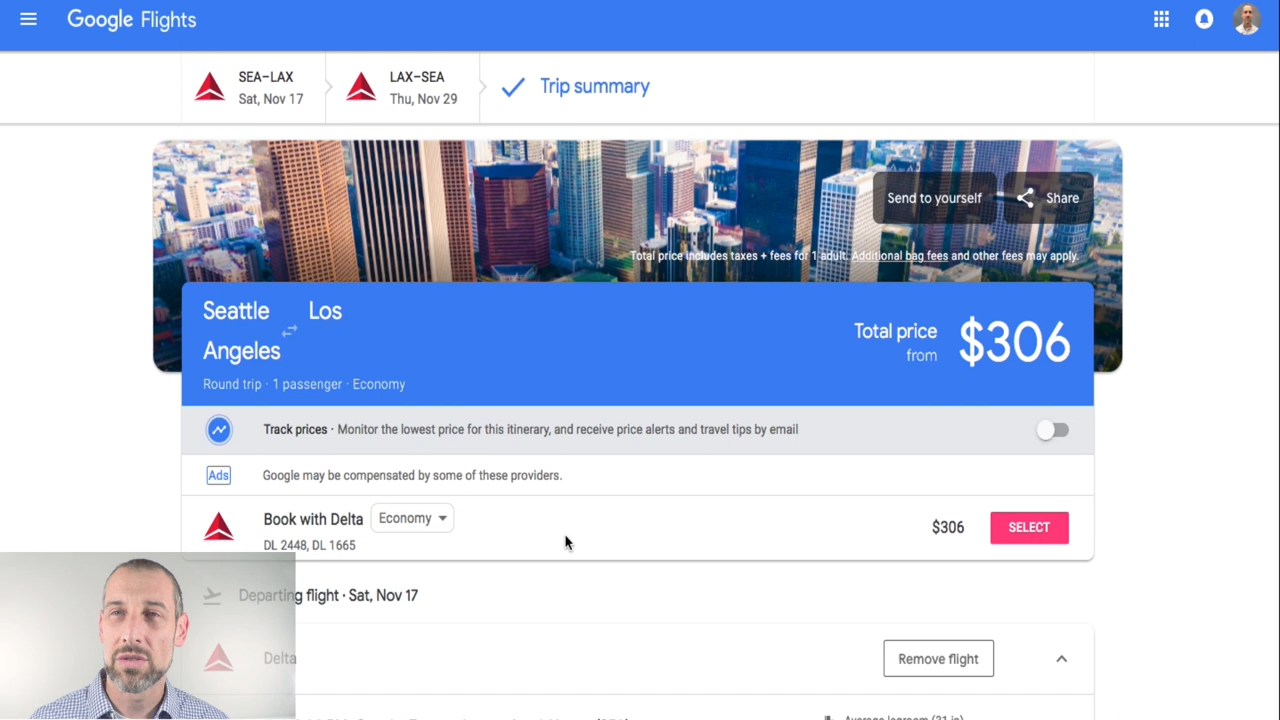 Google Flights
SEA–LAX
Sat, Nov 17
LAX–SEA
Thu, Nov 29
Trip summary
Send to yourself
Share
Total price includes taxes + fees for 1 adult. Additional bag fees and other fees may apply.
Seattle Los
Angeles
Round trip · 1 passenger · Economy
Total price
from
$306
Track prices · Monitor the lowest price for this itinerary, and receive price alerts and travel tips by email
Ads
Google may be compensated by some of these providers.
Book with Delta
Economy
DL 2448, DL 1665
$306
SELECT
Departing flight · Sat, Nov 17
Delta
Remove flight
Average legroom (31 in)